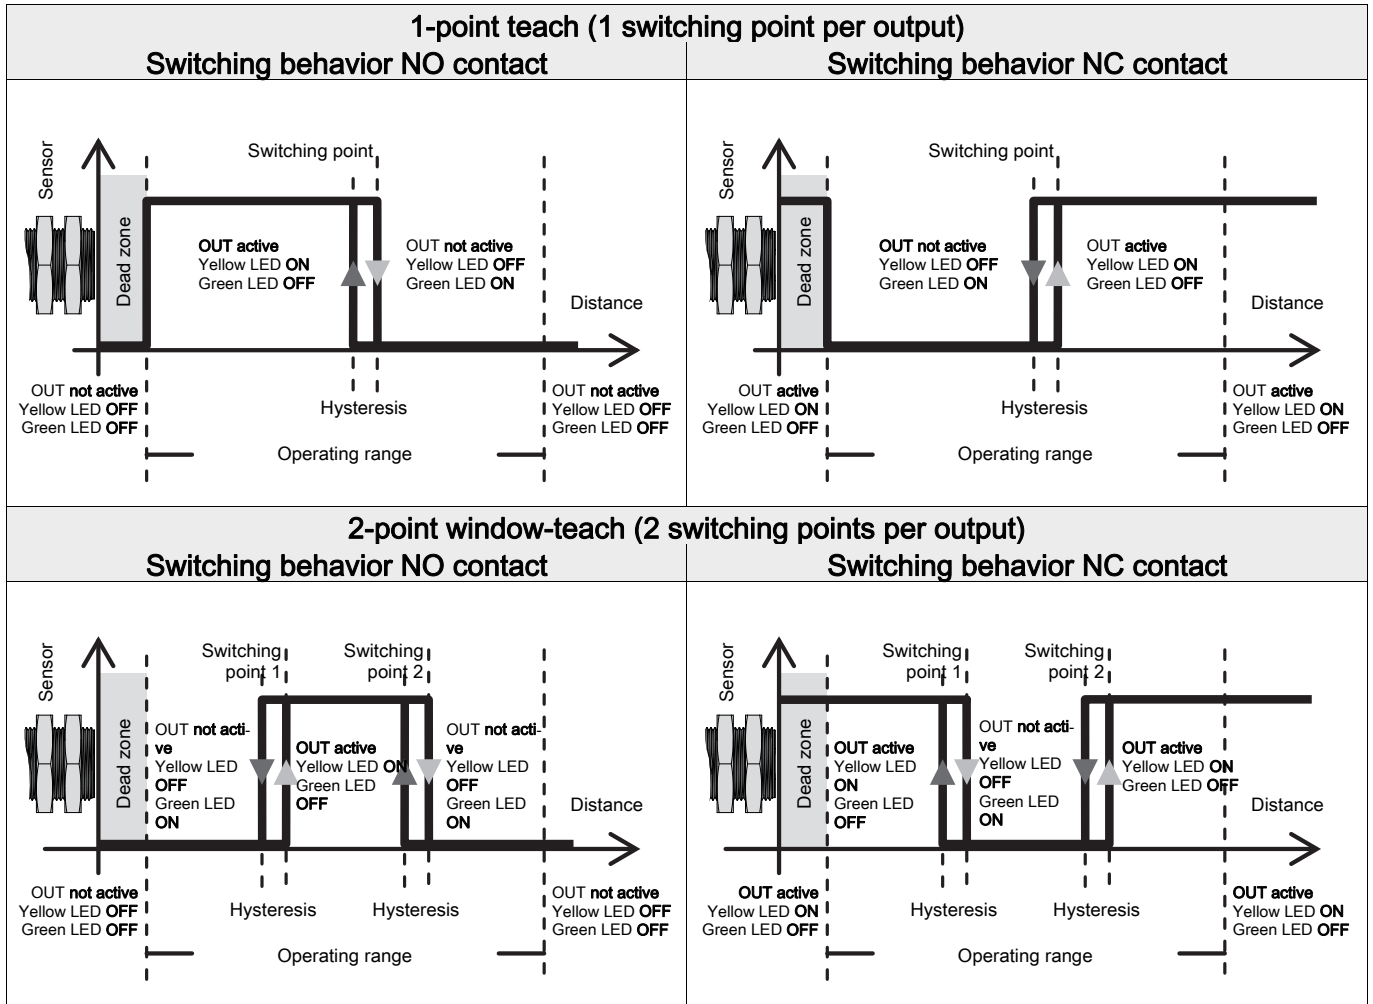 1-point teach (1 switching point per output)
Switching behavior NO contact
Switching behavior NC contact
Sensor
Switching point
Dead zone
OUT active
Yellow LED ON
Green LED OFF
OUT not active
Yellow LED OFF
Green LED ON
Distance
OUT not active
Yellow LED OFF
Green LED OFF
Hysteresis
OUT not active
Yellow LED OFF
Green LED OFF
Operating range
Sensor
Switching point
Dead zone
OUT not active
Yellow LED OFF
Green LED ON
OUT active
Yellow LED ON
Green LED OFF
Distance
OUT active
Yellow LED ON
Green LED OFF
Hysteresis
OUT active
Yellow LED ON
Green LED OFF
Operating range
2-point window-teach (2 switching points per output)
Switching behavior NO contact
Switching behavior NC contact
Sensor
Switching
point 1
Switching
point 2
Dead zone
OUT not acti-
ve
Yellow LED
OFF
Green LED
ON
OUT active
Yellow LED ON
Green LED
OFF
OUT not acti-
ve
Yellow LED
OFF
Green LED
ON
Distance
OUT not active
Yellow LED OFF
Green LED OFF
Hysteresis
Hysteresis
OUT not active
Yellow LED OFF
Green LED OFF
Operating range
Sensor
Switching
point 1
Switching
point 2
Dead zone
OUT active
Yellow LED
ON
Green LED
OFF
OUT not acti-
ve
Yellow LED
OFF
Green LED
ON
OUT active
Yellow LED ON
Green LED OFF
Distance
OUT active
Yellow LED ON
Green LED OFF
Hysteresis
Hysteresis
OUT active
Yellow LED ON
Green LED OFF
Operating range